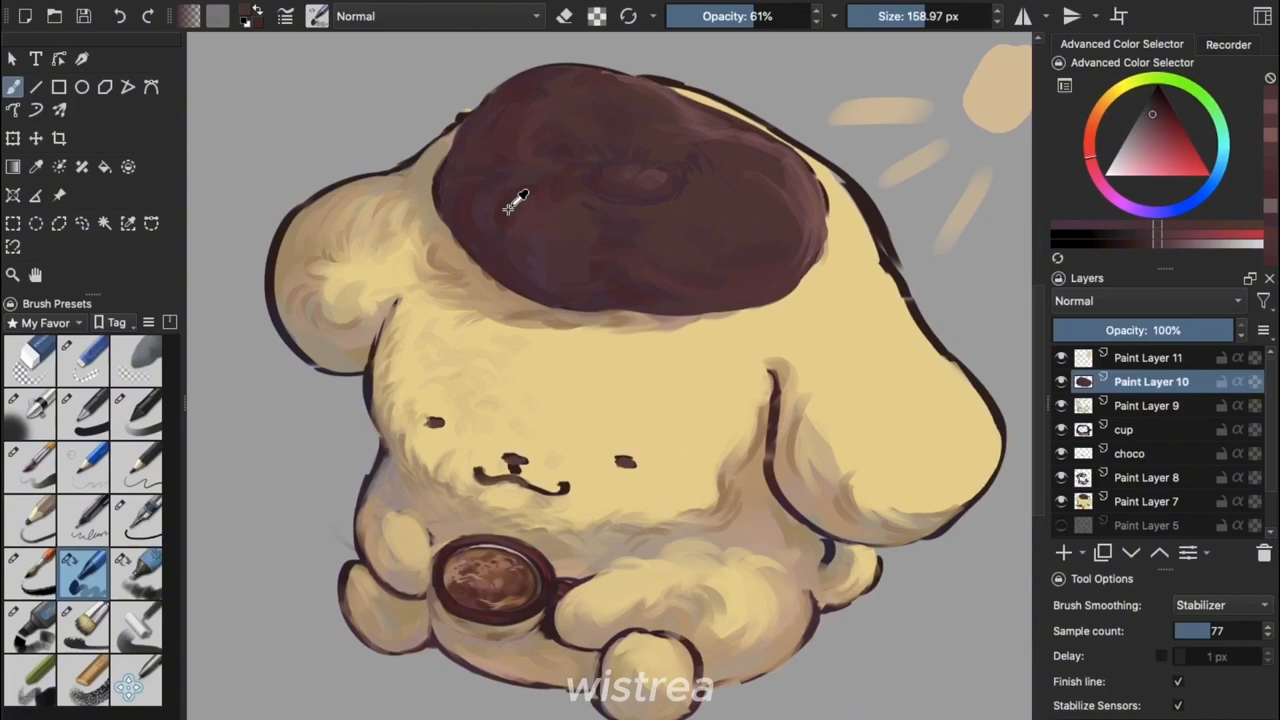 Normal
Opacity: 61%
Size: 158.97 px
Advanced Color Selector
Recorder
Advanced Color Selector
Layers
Normal
Opacity: 100%
Paint Layer 11
Paint Layer 10
Paint Layer 9
cup
choco
Paint Layer 8
Paint Layer 7
Paint Layer 5
Tool Options
Brush Smoothing:
Stabilizer
Sample count:
77
Delay:
1 px
Finish line:
Stabilize Sensors:
Brush Presets
My Favor
Tag
wistrea